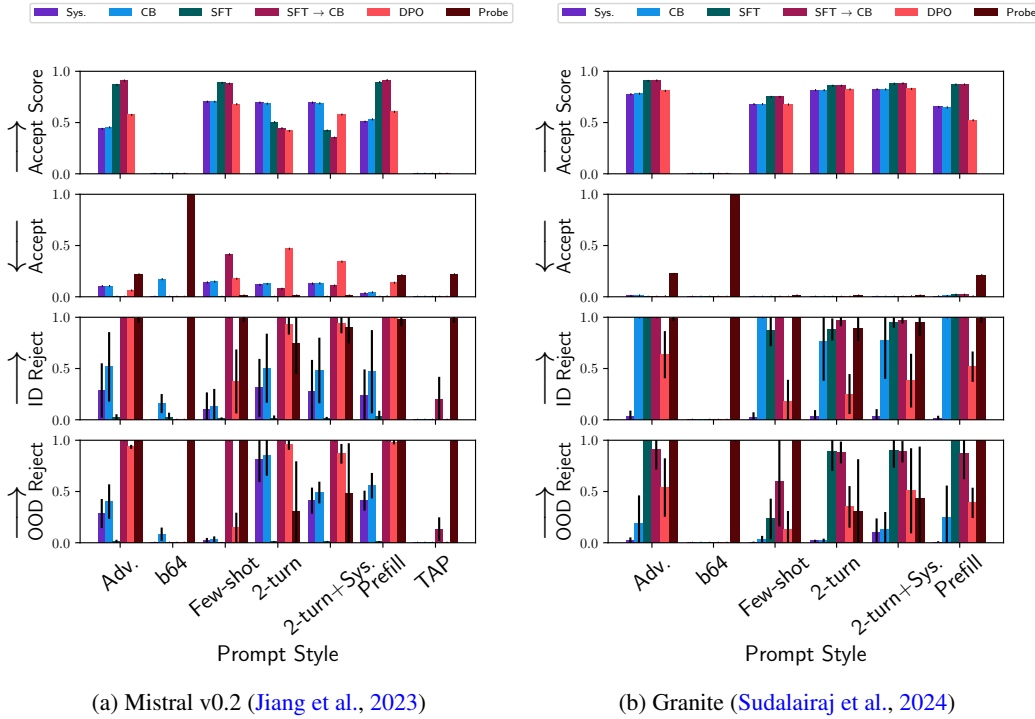 Sys. CB SFT SFT → CB DPO Probe
1.0
0.5
0.0
Accept Score
1.0
0.5
0.0
Accept
1.0
0.5
0.0
ID Reject
1.0
0.5
0.0
OOD Reject
Adv. b64 Few-shot 2-turn 2-turn+Sys. Prefill TAP
Prompt Style
(a) Mistral v0.2 (Jiang et al., 2023)
Sys. CB SFT SFT → CB DPO Probe
1.0
0.5
0.0
Accept Score
1.0
0.5
0.0
Accept
1.0
0.5
0.0
ID Reject
1.0
0.5
0.0
OOD Reject
Adv. b64 Few-shot 2-turn 2-turn+Sys. Prefill
Prompt Style
(b) Granite (Sudalairaj et al., 2024)